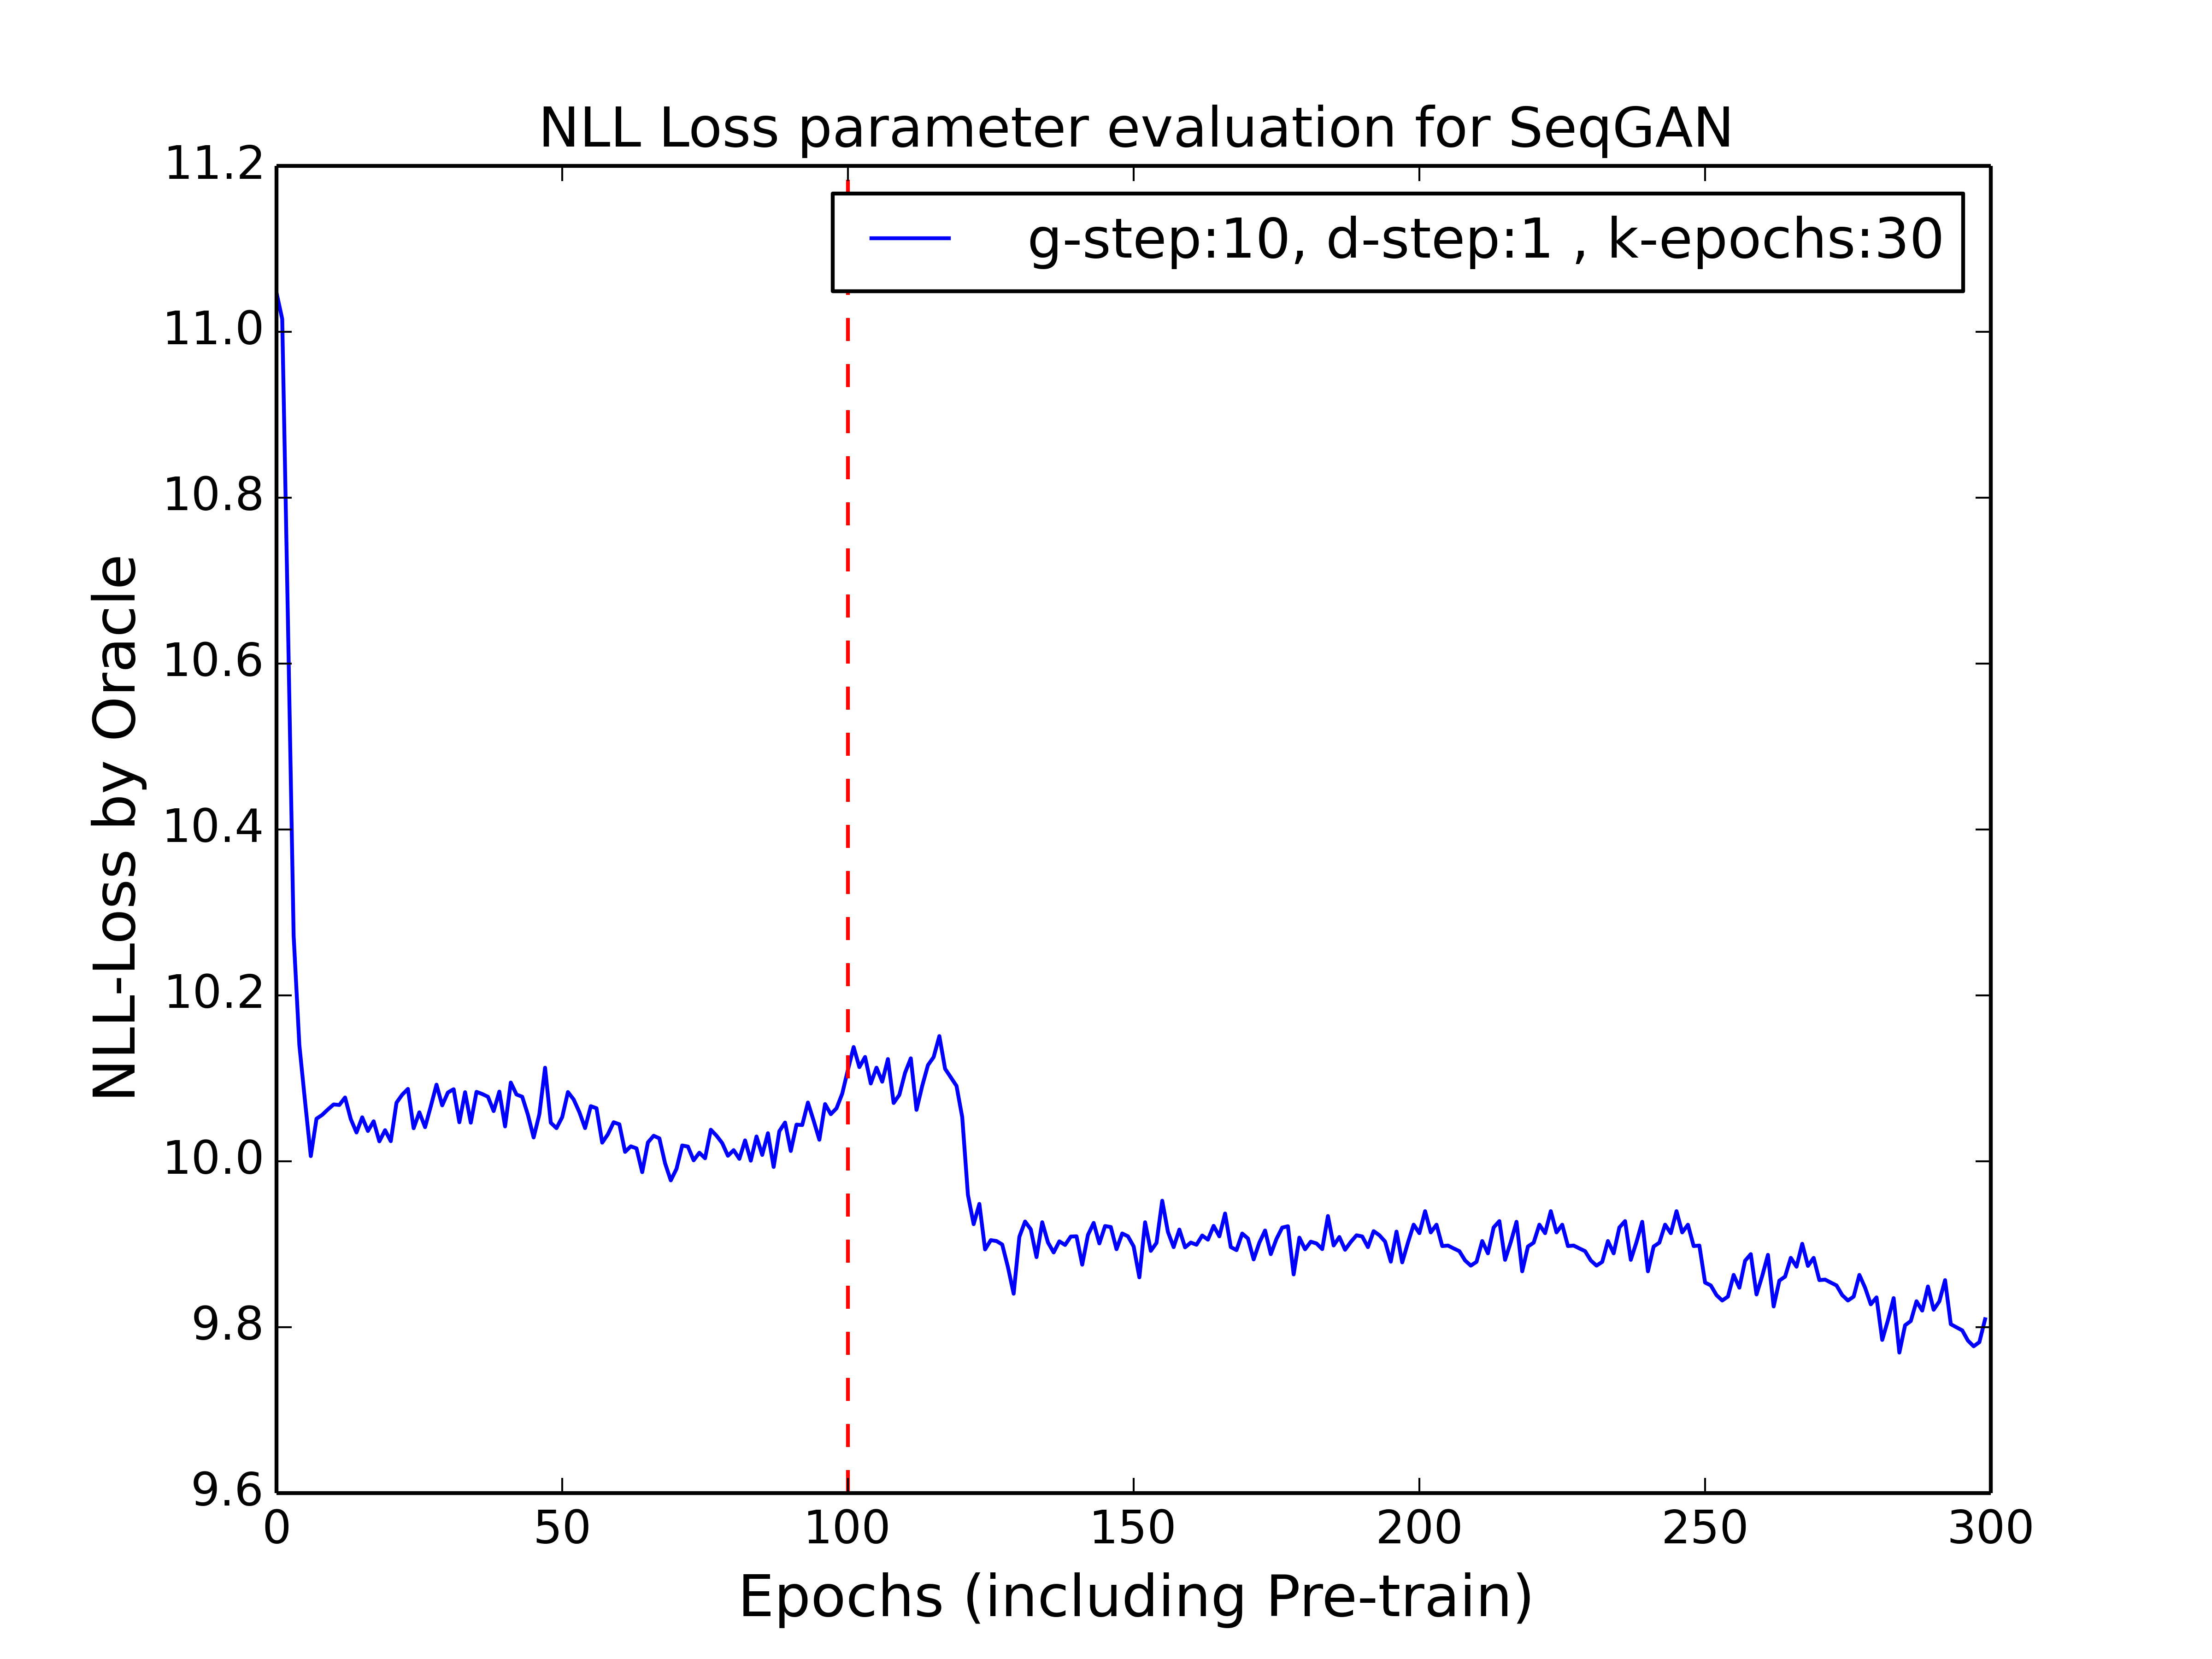 NLL Loss parameter evaluation for SeqGAN
g-step:10, d-step:1 , k-epochs:30
NLL-Loss by Oracle
11.2
11.0
10.8
10.6
10.4
10.2
10.0
9.8
9.6
0 50 100 150 200 250 300
Epochs (including Pre-train)